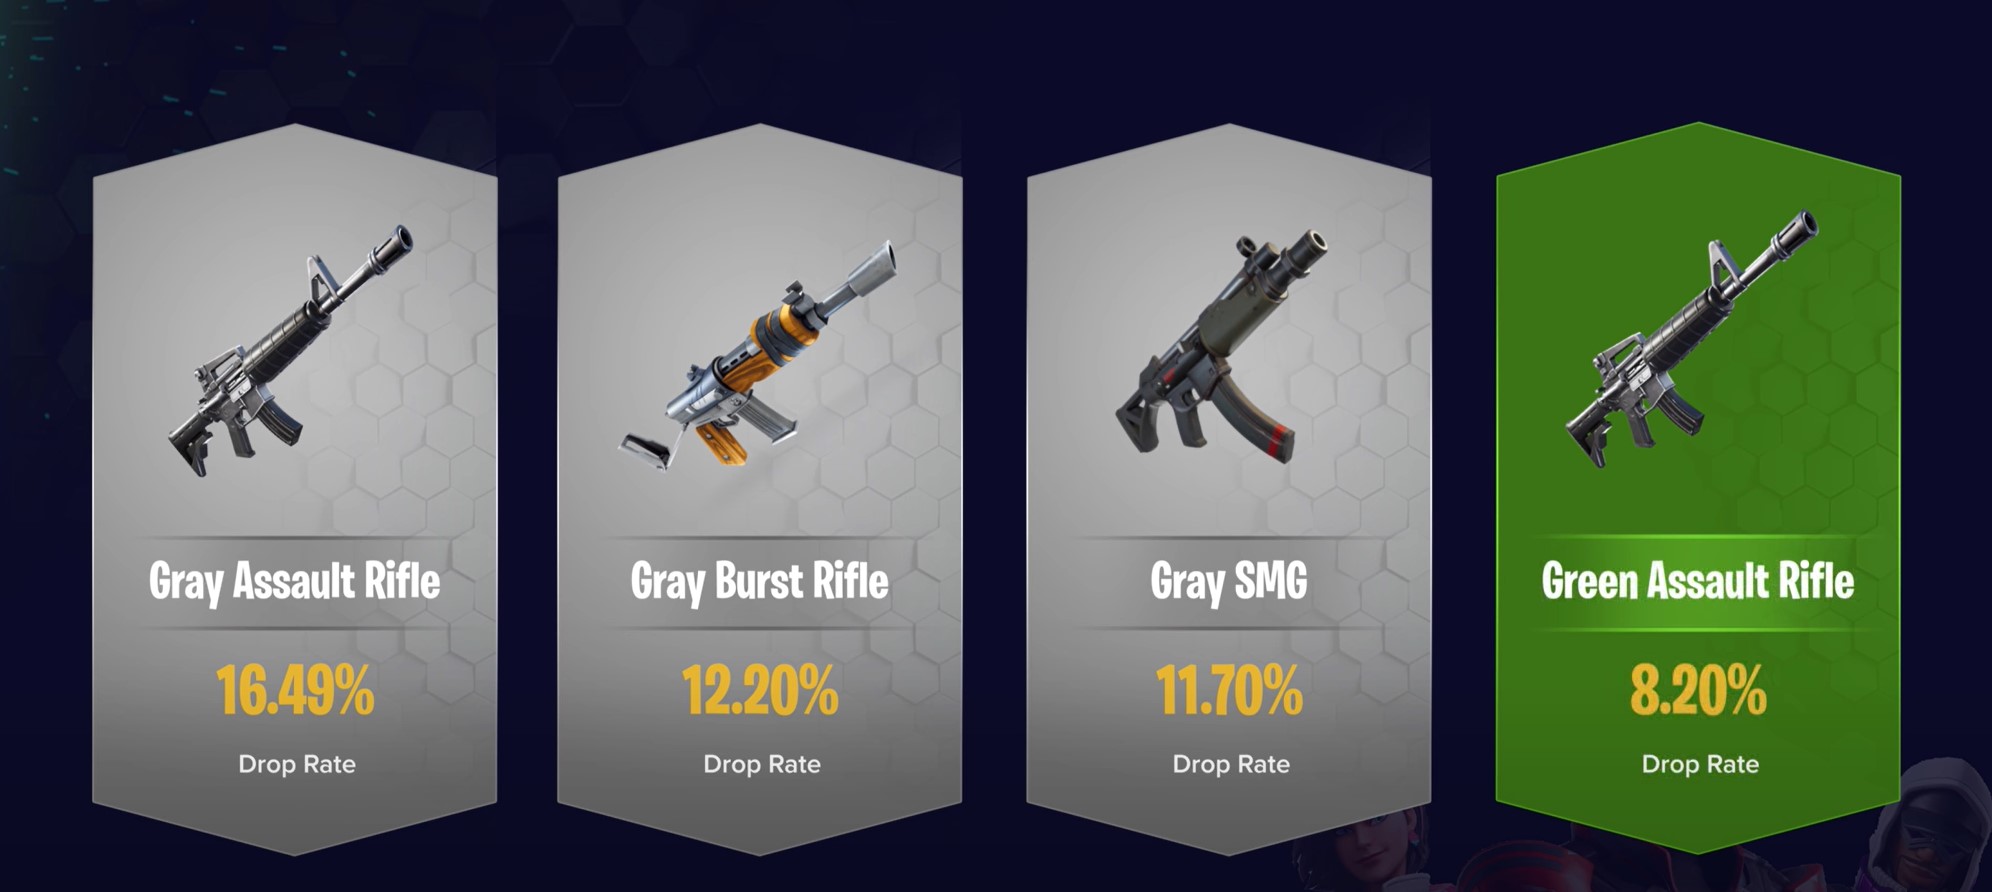 Gray Assault Rifle
16.49%
Drop Rate
Gray Burst Rifle
12.20%
Drop Rate
Gray SMG
11.70%
Drop Rate
Green Assault Rifle
8.20%
Drop Rate